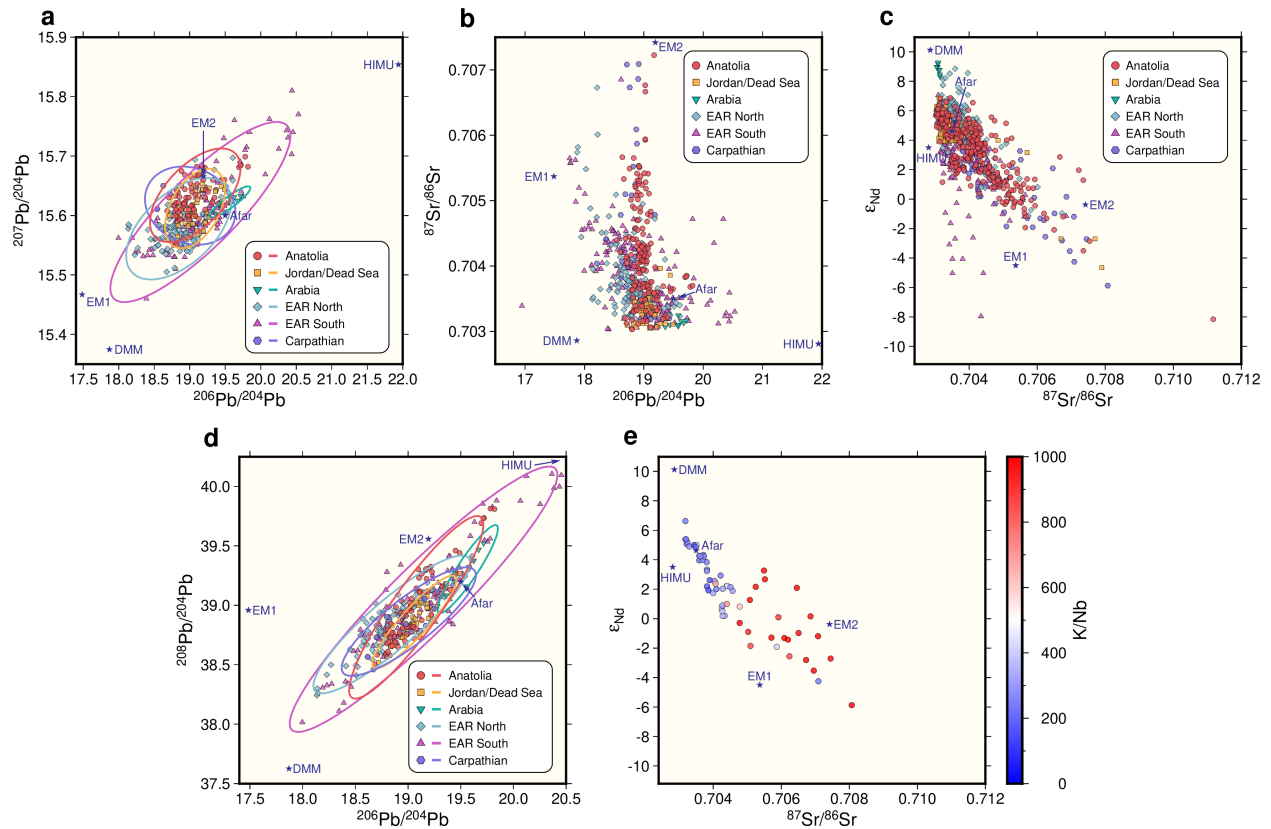 a
15.9
15.8
15.7
15.6
15.5
15.4
207Pb/204Pb
17.5 18.0 18.5 19.0 19.5 20.0 20.5 21.0 21.5 22.0
206Pb/204Pb
HIMU
EM2
Afar
EM1
DMM
Anatolia
Jordan/Dead Sea
Arabia
EAR North
EAR South
Carpathian
b
0.707
0.706
0.705
0.704
0.703
87Sr/86Sr
17 18 19 20 21 22
206Pb/204Pb
EM2
EM1
Afar
DMM
HIMU
Anatolia
Jordan/Dead Sea
Arabia
EAR North
EAR South
Carpathian
c
10
8
6
4
2
0
-2
-4
-6
-8
-10
εNd
0.704 0.706 0.708 0.710 0.712
87Sr/86Sr
DMM
Afar
HIMU
EM2
EM1
Anatolia
Jordan/Dead Sea
Arabia
EAR North
EAR South
Carpathian
d
40.0
39.5
39.0
38.5
38.0
37.5
208Pb/204Pb
17.5 18.0 18.5 19.0 19.5 20.0 20.5
206Pb/204Pb
HIMU
EM2
EM1
Afar
DMM
Anatolia
Jordan/Dead Sea
Arabia
EAR North
EAR South
Carpathian
e
10
8
6
4
2
0
-2
-4
-6
-8
-10
εNd
0.704 0.706 0.708 0.710 0.712
87Sr/86Sr
DMM
Afar
HIMU
EM2
EM1
1000
800
600
400
200
0
K/Nb